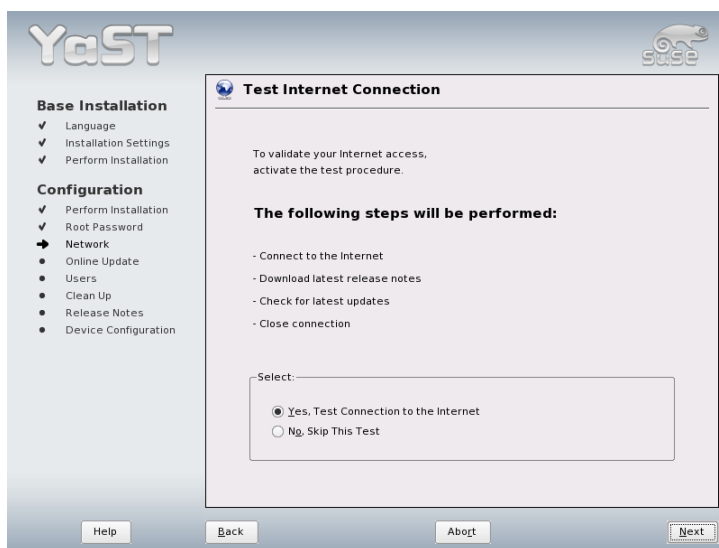 YaST
SUSE
Base Installation
Language
Installation Settings
Perform Installation
Configuration
Perform Installation
Root Password
Network
Online Update
Users
Clean Up
Release Notes
Device Configuration
Test Internet Connection
To validate your Internet access,
activate the test procedure.
The following steps will be performed:
- Connect to the Internet
- Download latest release notes
- Check for latest updates
- Close connection
Select:
Yes, Test Connection to the Internet
No, Skip This Test
Help
Back
Abort
Next